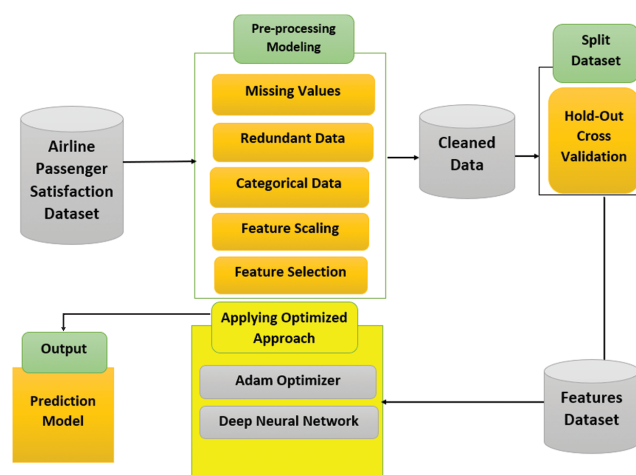 Pre-processing
Modeling
Missing Values
Redundant Data
Categorical Data
Feature Scaling
Feature Selection
Airline
Passenger
Satisfaction
Dataset
Cleaned
Data
Split
Dataset
Hold-Out
Cross
Validation
Features
Dataset
Applying Optimized
Approach
Adam Optimizer
Deep Neural Network
Output
Prediction
Model